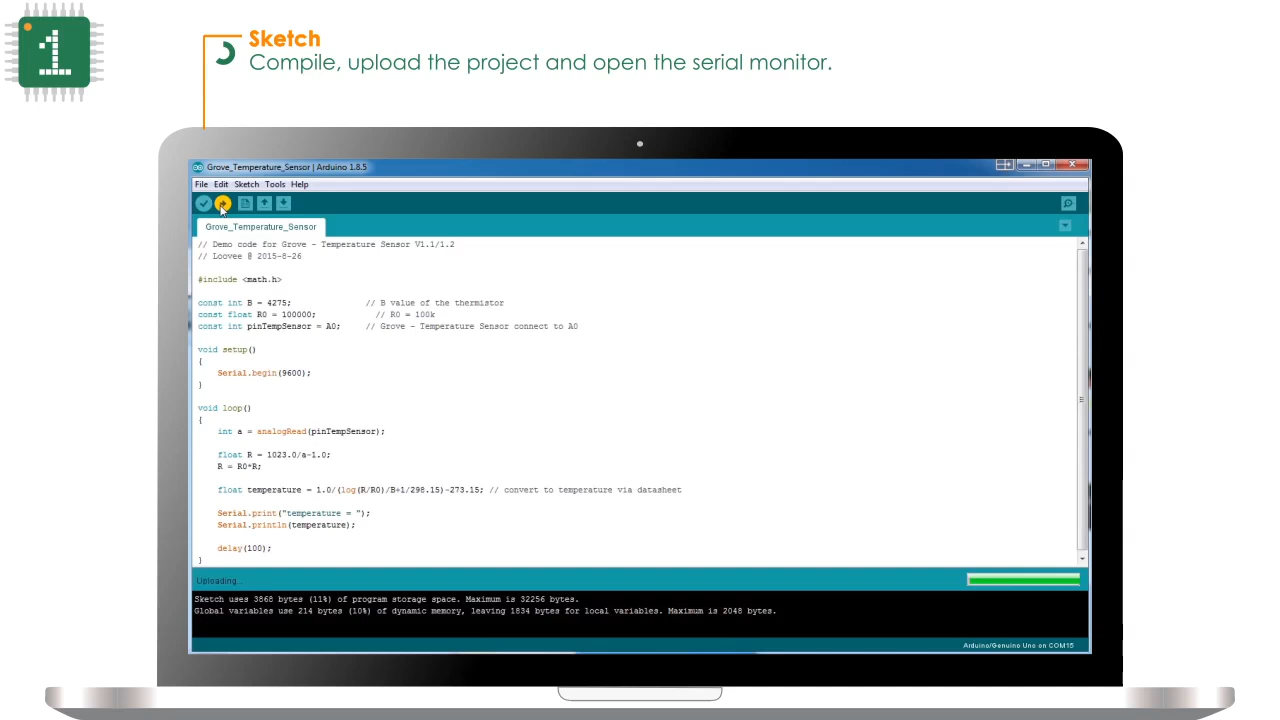 1
Sketch
Compile, upload the project and open the serial monitor.
Grove_Temperature_Sensor | Arduino 1.8.5
File Edit Sketch Tools Help
Grove_Temperature_Sensor
// Demo code for Grove - Temperature Sensor V1.1/1.2
// Loovee @ 2015-8-26
#include <math.h>
const int B = 4275; // B value of the thermistor
const float R0 = 100000; // R0 = 100k
const int pinTempSensor = A0; // Grove - Temperature Sensor connect to A0
void setup()
{
Serial.begin(9600);
}
void loop()
{
int a = analogRead(pinTempSensor);
float R = 1023.0/a-1.0;
R = R0*R;
float temperature = 1.0/(log(R/R0)/B+1/298.15)-273.15; // convert to temperature via datasheet
Serial.print("temperature = ");
Serial.println(temperature);
delay(100);
}
Uploading...
Sketch uses 3868 bytes (11%) of program storage space. Maximum is 32256 bytes.
Global variables use 214 bytes (10%) of dynamic memory, leaving 1834 bytes for local variables. Maximum is 2048 bytes.
Arduino/Genuino Uno on COM15